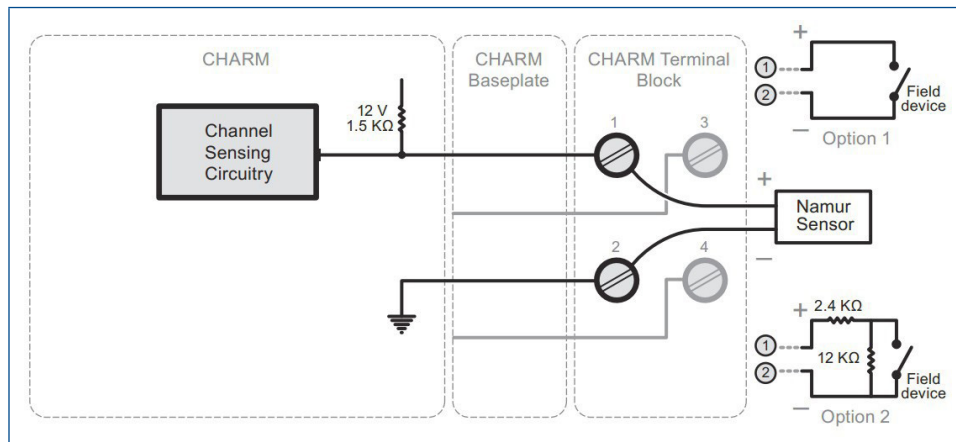 CHARM
CHARM
Baseplate
CHARM Terminal
Block
12 V
1.5 KΩ
Channel
Sensing
Circuitry
1
3
2
4
+
1
2
−
Field
device
Option 1
+
−
Namur
Sensor
+
2.4 KΩ
1
2
12 KΩ
−
Field
device
Option 2